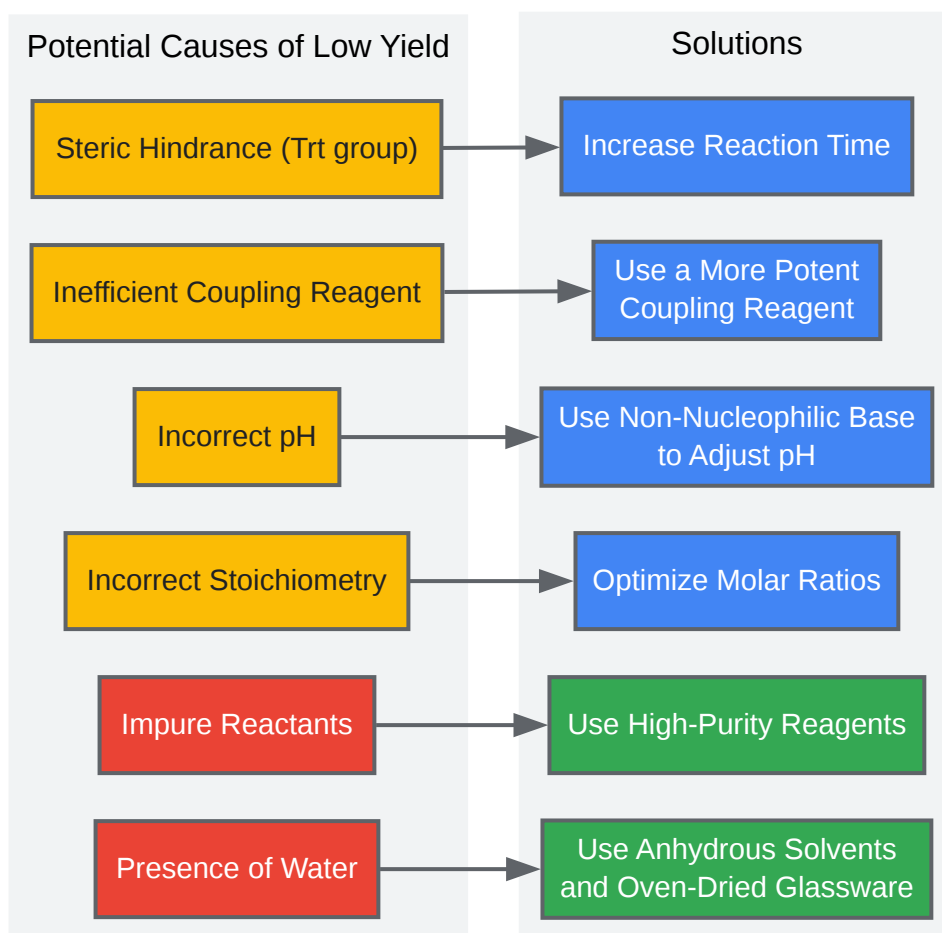 Potential Causes of Low Yield
Solutions
Steric Hindrance (Trt group)
Increase Reaction Time
Inefficient Coupling Reagent
Use a More Potent
Coupling Reagent
Incorrect pH
Use Non-Nucleophilic Base
to Adjust pH
Incorrect Stoichiometry
Optimize Molar Ratios
Impure Reactants
Use High-Purity Reagents
Presence of Water
Use Anhydrous Solvents
and Oven-Dried Glassware